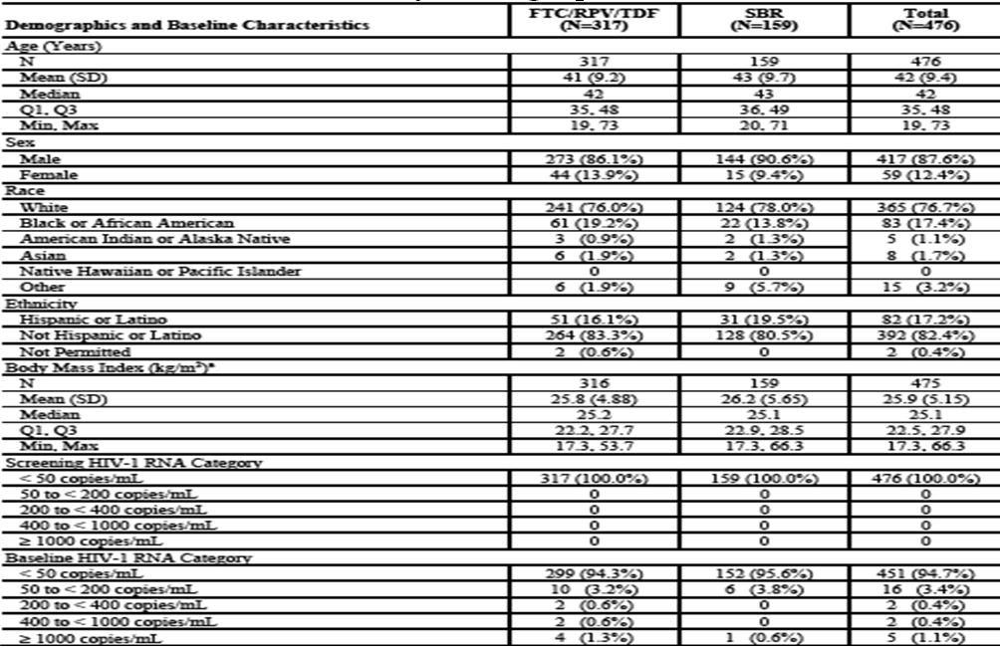 Demographics and Baseline Characteristics FTC/RPV/TDF (N=317) SBR (N=159) Total (N=476)
Age (Years)
N 317 159 476
Mean (SD) 41 (9.2) 43 (9.7) 42 (9.4)
Median 42 43 42
Q1, Q3 35, 48 36, 49 35, 48
Min, Max 19, 73 20, 71 19, 73
Sex
Male 273 (86.1%) 144 (90.6%) 417 (87.6%)
Female 44 (13.9%) 15 (9.4%) 59 (12.4%)
Race
White 241 (76.0%) 124 (78.0%) 365 (76.7%)
Black or African American 61 (19.2%) 22 (13.8%) 83 (17.4%)
American Indian or Alaska Native 3 (0.9%) 2 (1.3%) 5 (1.1%)
Asian 6 (1.9%) 2 (1.3%) 8 (1.7%)
Native Hawaiian or Pacific Islander 0 0 0
Other 6 (1.9%) 9 (5.7%) 15 (3.2%)
Ethnicity
Hispanic or Latino 51 (16.1%) 31 (19.5%) 82 (17.2%)
Not Hispanic or Latino 264 (83.3%) 128 (80.5%) 392 (82.4%)
Not Permitted 2 (0.6%) 0 2 (0.4%)
Body Mass Index (kg/m²)ᵃ
N 316 159 475
Mean (SD) 25.8 (4.88) 26.2 (5.65) 25.9 (5.15)
Median 25.2 25.1 25.1
Q1, Q3 22.2, 27.7 22.9, 28.5 22.5, 27.9
Min, Max 17.3, 53.7 17.3, 66.3 17.3, 66.3
Screening HIV-1 RNA Category
< 50 copies/mL 317 (100.0%) 159 (100.0%) 476 (100.0%)
50 to < 200 copies/mL 0 0 0
200 to < 400 copies/mL 0 0 0
400 to < 1000 copies/mL 0 0 0
≥ 1000 copies/mL 0 0 0
Baseline HIV-1 RNA Category
< 50 copies/mL 299 (94.3%) 152 (95.6%) 451 (94.7%)
50 to < 200 copies/mL 10 (3.2%) 6 (3.8%) 16 (3.4%)
200 to < 400 copies/mL 2 (0.6%) 0 2 (0.4%)
400 to < 1000 copies/mL 2 (0.6%) 0 2 (0.4%)
≥ 1000 copies/mL 4 (1.3%) 1 (0.6%) 5 (1.1%)